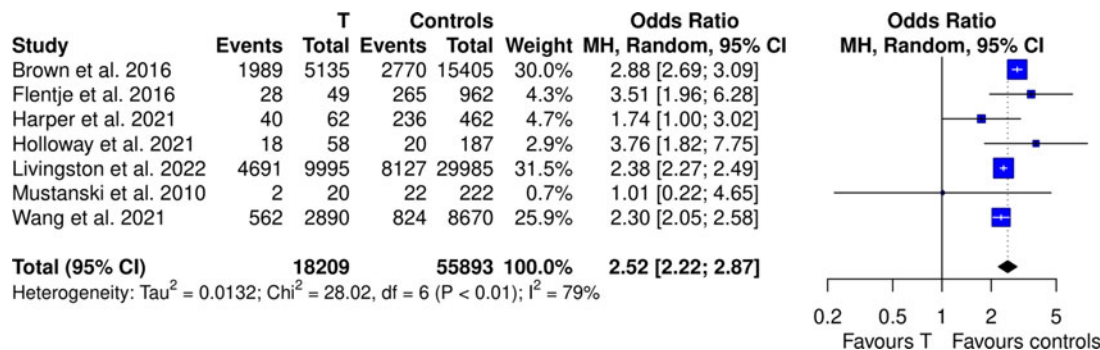 T Controls Odds Ratio Odds Ratio
Study Events Total Events Total Weight MH, Random, 95% CI MH, Random, 95% CI
Brown et al. 2016 1989 5135 2770 15405 30.0% 2.88 [2.69; 3.09]
Flentje et al. 2016 28 49 265 962 4.3% 3.51 [1.96; 6.28]
Harper et al. 2021 40 62 236 462 4.7% 1.74 [1.00; 3.02]
Holloway et al. 2021 18 58 20 187 2.9% 3.76 [1.82; 7.75]
Livingston et al. 2022 4691 9995 8127 29985 31.5% 2.38 [2.27; 2.49]
Mustanski et al. 2010 2 20 22 222 0.7% 1.01 [0.22; 4.65]
Wang et al. 2021 562 2890 824 8670 25.9% 2.30 [2.05; 2.58]
Total (95% CI) 18209 55893 100.0% 2.52 [2.22; 2.87]
Heterogeneity: Tau² = 0.0132; Chi² = 28.02, df = 6 (P < 0.01); I² = 79%
0.2 0.5 1 2 5
Favours T Favours controls